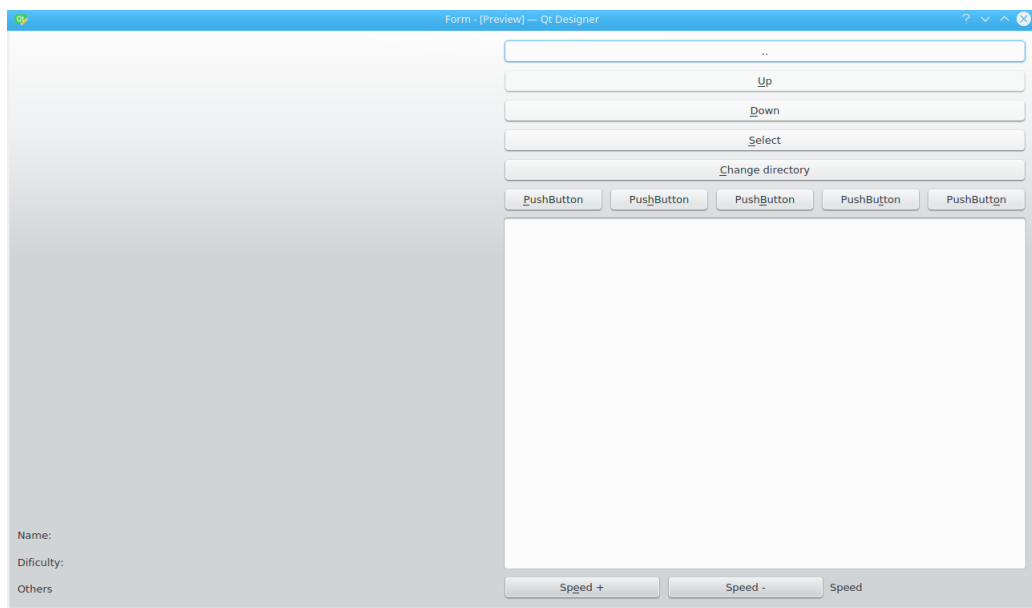 Form - [Preview] — Qt Designer
..
Up
Down
Select
Change directory
PushButton PushButton PushButton PushButton PushButton
Name:
Dificulty:
Others
Speed + Speed - Speed